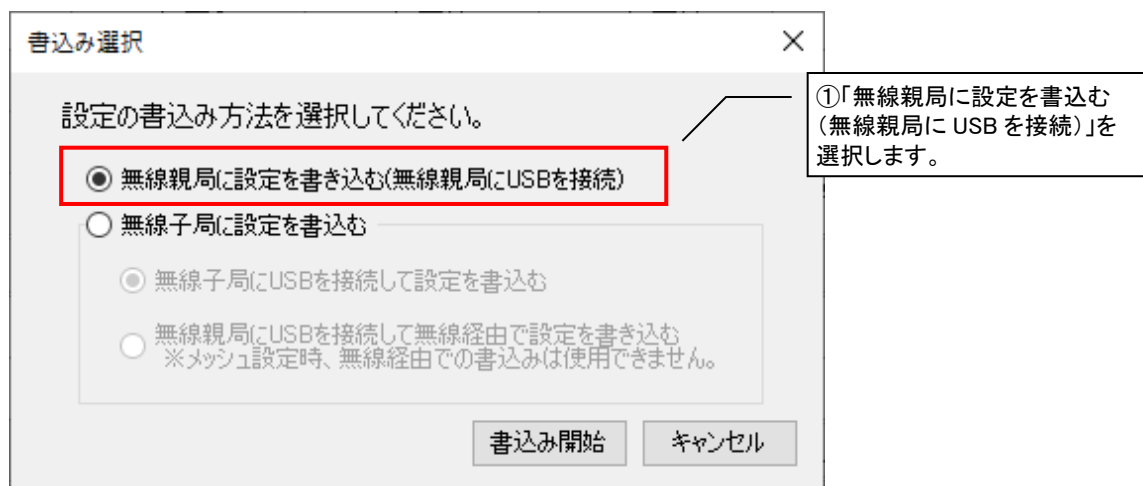 書込み選択
設定の書込み方法を選択してください。
①「無線親局に設定を書込む
（無線親局に USB を接続）」を
選択します。
無線親局に設定を書き込む(無線親局にUSBを接続)
無線子局に設定を書込む
無線子局にUSBを接続して設定を書込む
無線親局にUSBを接続して無線経由で設定を書き込む
※メッシュ設定時、無線経由での書込みは使用できません。
書込み開始
キャンセル